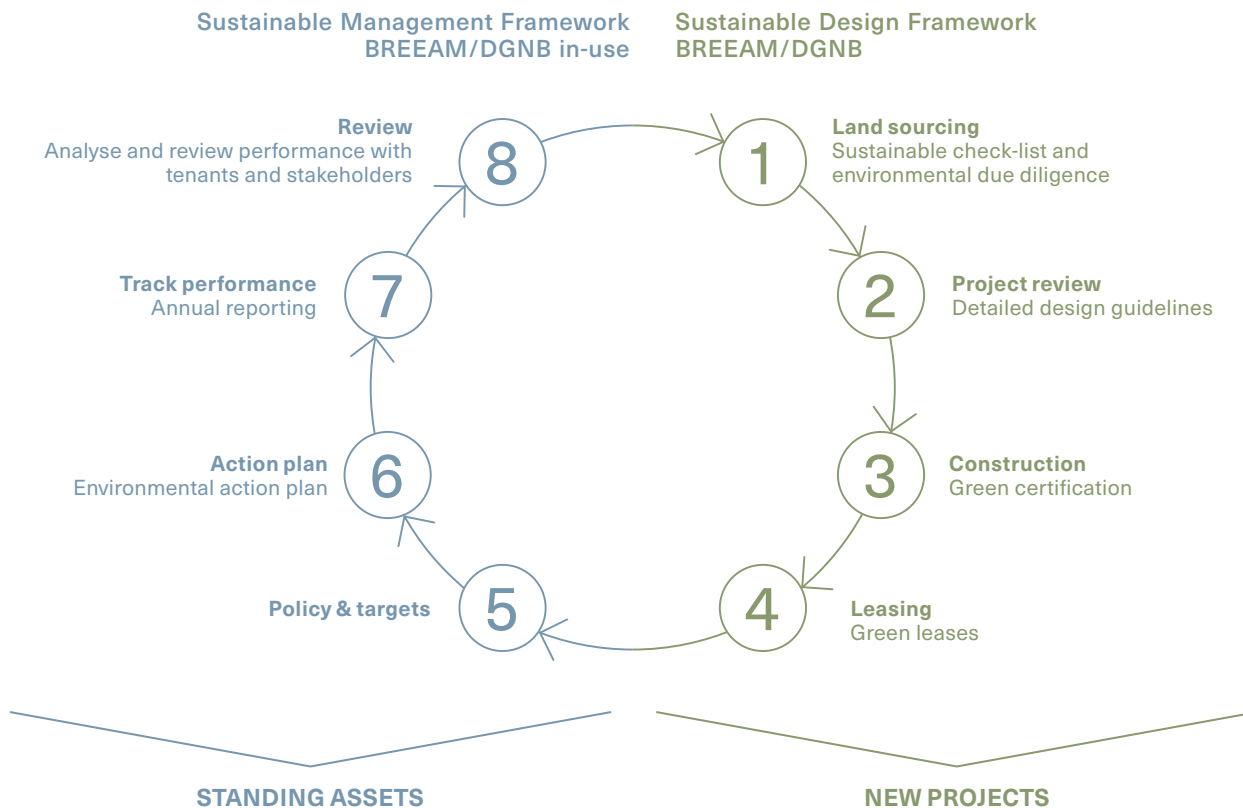 Sustainable Management Framework
BREEAM/DGNB in-use
Sustainable Design Framework
BREEAM/DGNB
1
Land sourcing
Sustainable check-list and
environmental due diligence
2
Project review
Detailed design guidelines
3
Construction
Green certification
4
Leasing
Green leases
5
Policy & targets
6
Action plan
Environmental action plan
7
Track performance
Annual reporting
8
Review
Analyse and review performance with
tenants and stakeholders
STANDING ASSETS
NEW PROJECTS